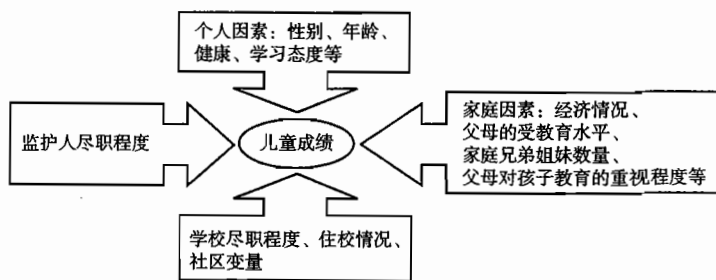 个人因素：性别、年龄、
健康、学习态度等
监护人尽职程度
儿童成绩
家庭因素：经济情况、
父母的受教育水平、
家庭兄弟姐妹数量、
父母对孩子教育的重视程度等
学校尽职程度、住校情况、
社区变量